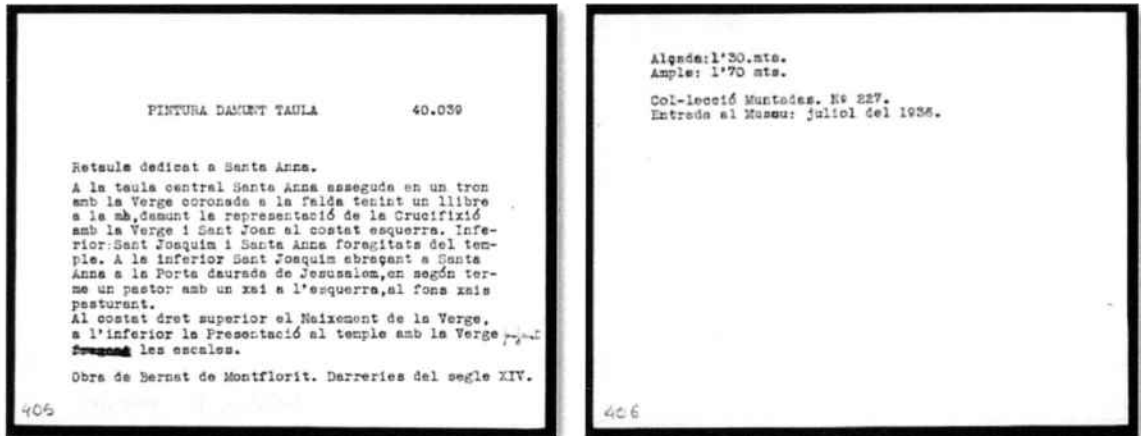 PINTURA DAMUNT TAULA 40.039
Retaule dedicat a Santa Anna.
A la taula central Santa Anna asseguda en un tron
amb la Verge coronada a la falda tenint un llibre
a la mà,damunt la representació de la Crucifixió
amb la Verge i Sant Joan al costat esquerra. Infe-
rior:Sant Joaquim i Santa Anna foragitats del tem-
ple. A la inferior Sant Joaquim abraçant a Santa
Anna a la Porta daurada de Jesusalem,en segón ter-
me un pastor amb un xai a l'esquerra,al fons xais
pasturant.
Al costat dret superior el Naixement de la Verge,
a l'inferior la Presentació al temple amb la Verge pujant
les escales.
Obra de Bernat de Montflorit. Darreries del segle XIV.
405
Alçada:1'30.mts.
Ample: 1'70 mts.
Col-lecció Muntadas. Nº 227.
Entrada al Museu: juliol del 1936.
406